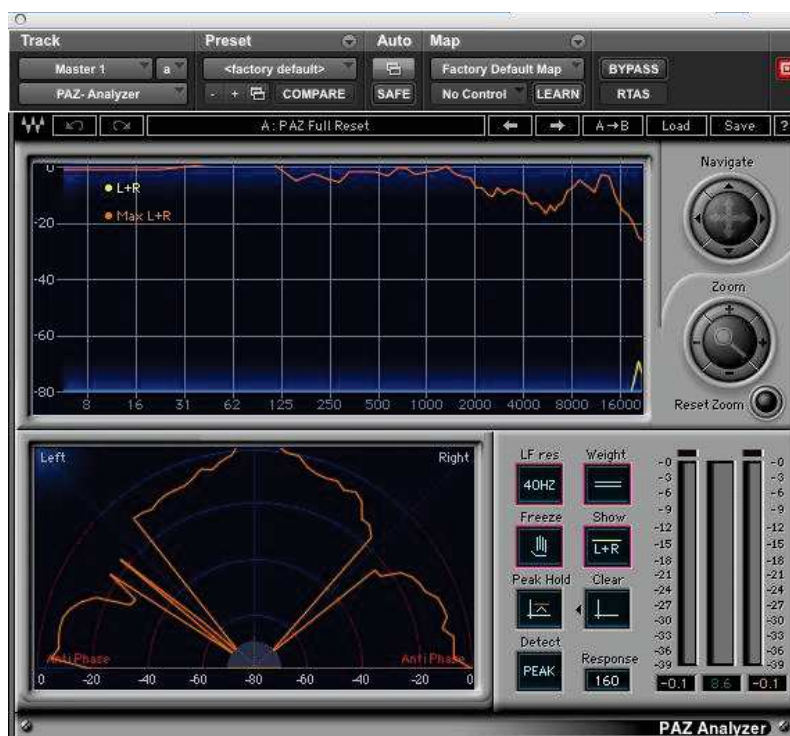 Track Preset Auto Map
Master 1 a <factory default> Factory Default Map BYPASS
PAZ- Analyzer - + COMPARE SAFE No Control LEARN RTAS
A: PAZ Full Reset A→B Load Save ?
Navigate
0
L+R
Max L+R
-20
-40
-60
-80
8 16 31 62 125 250 500 1000 2000 4000 8000 16000
Zoom
Reset Zoom
Left Right
Anti Phase Anti Phase
0 -20 -40 -60 -80 -60 -40 -20 0
LF res Weight
40HZ
Freeze Show
L+R
Peak Hold Clear
Detect
PEAK
Response
160
-0 -0
-3 -3
-6 -6
-9 -9
-12 -12
-15 -15
-18 -18
-21 -21
-24 -24
-27 -27
-30 -30
-33 -33
-36 -36
-39 -39
-0.1 8.6 -0.1
PAZ Analyzer